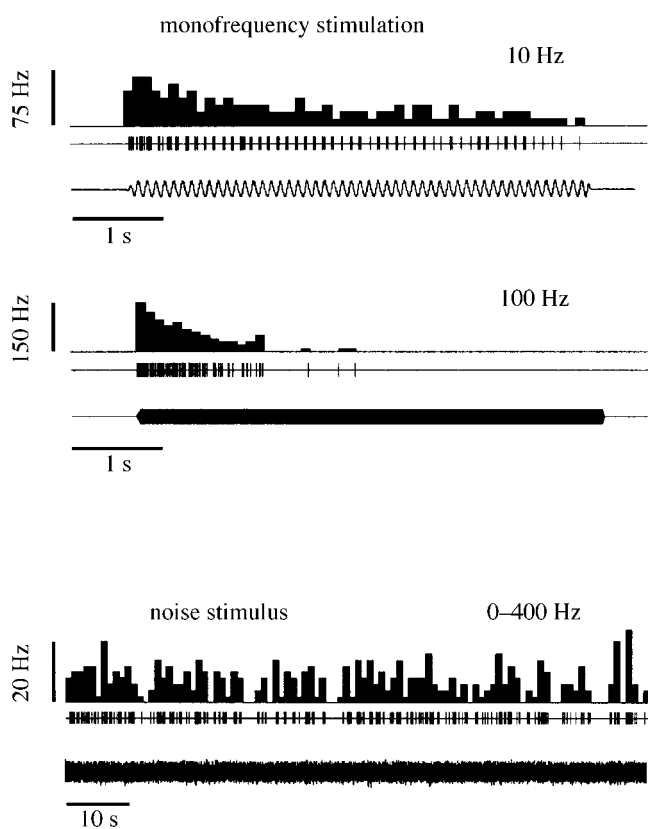 monofrequency stimulation
10 Hz
75 Hz
1 s
100 Hz
150 Hz
1 s
noise stimulus
0–400 Hz
20 Hz
10 s